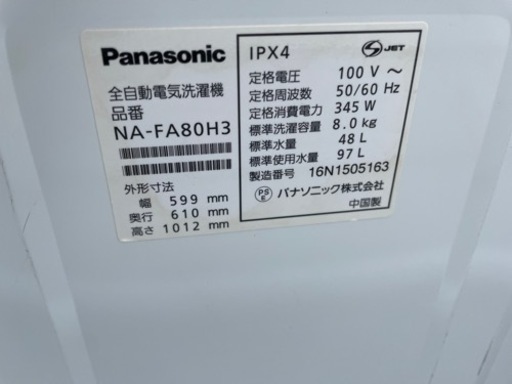 Panasonic
全自動電気洗濯機
品番
NA-FA80H3
外形寸法
幅 599 mm
奥行 610 mm
高さ 1012 mm
IPX4
S JET
定格電圧 100 V ～
定格周波数 50/60 Hz
定格消費電力 345 W
標準洗濯容量 8.0 kg
標準水量 48 L
標準使用水量 97 L
製造番号 16N1505163
PS E パナソニック株式会社
中国製